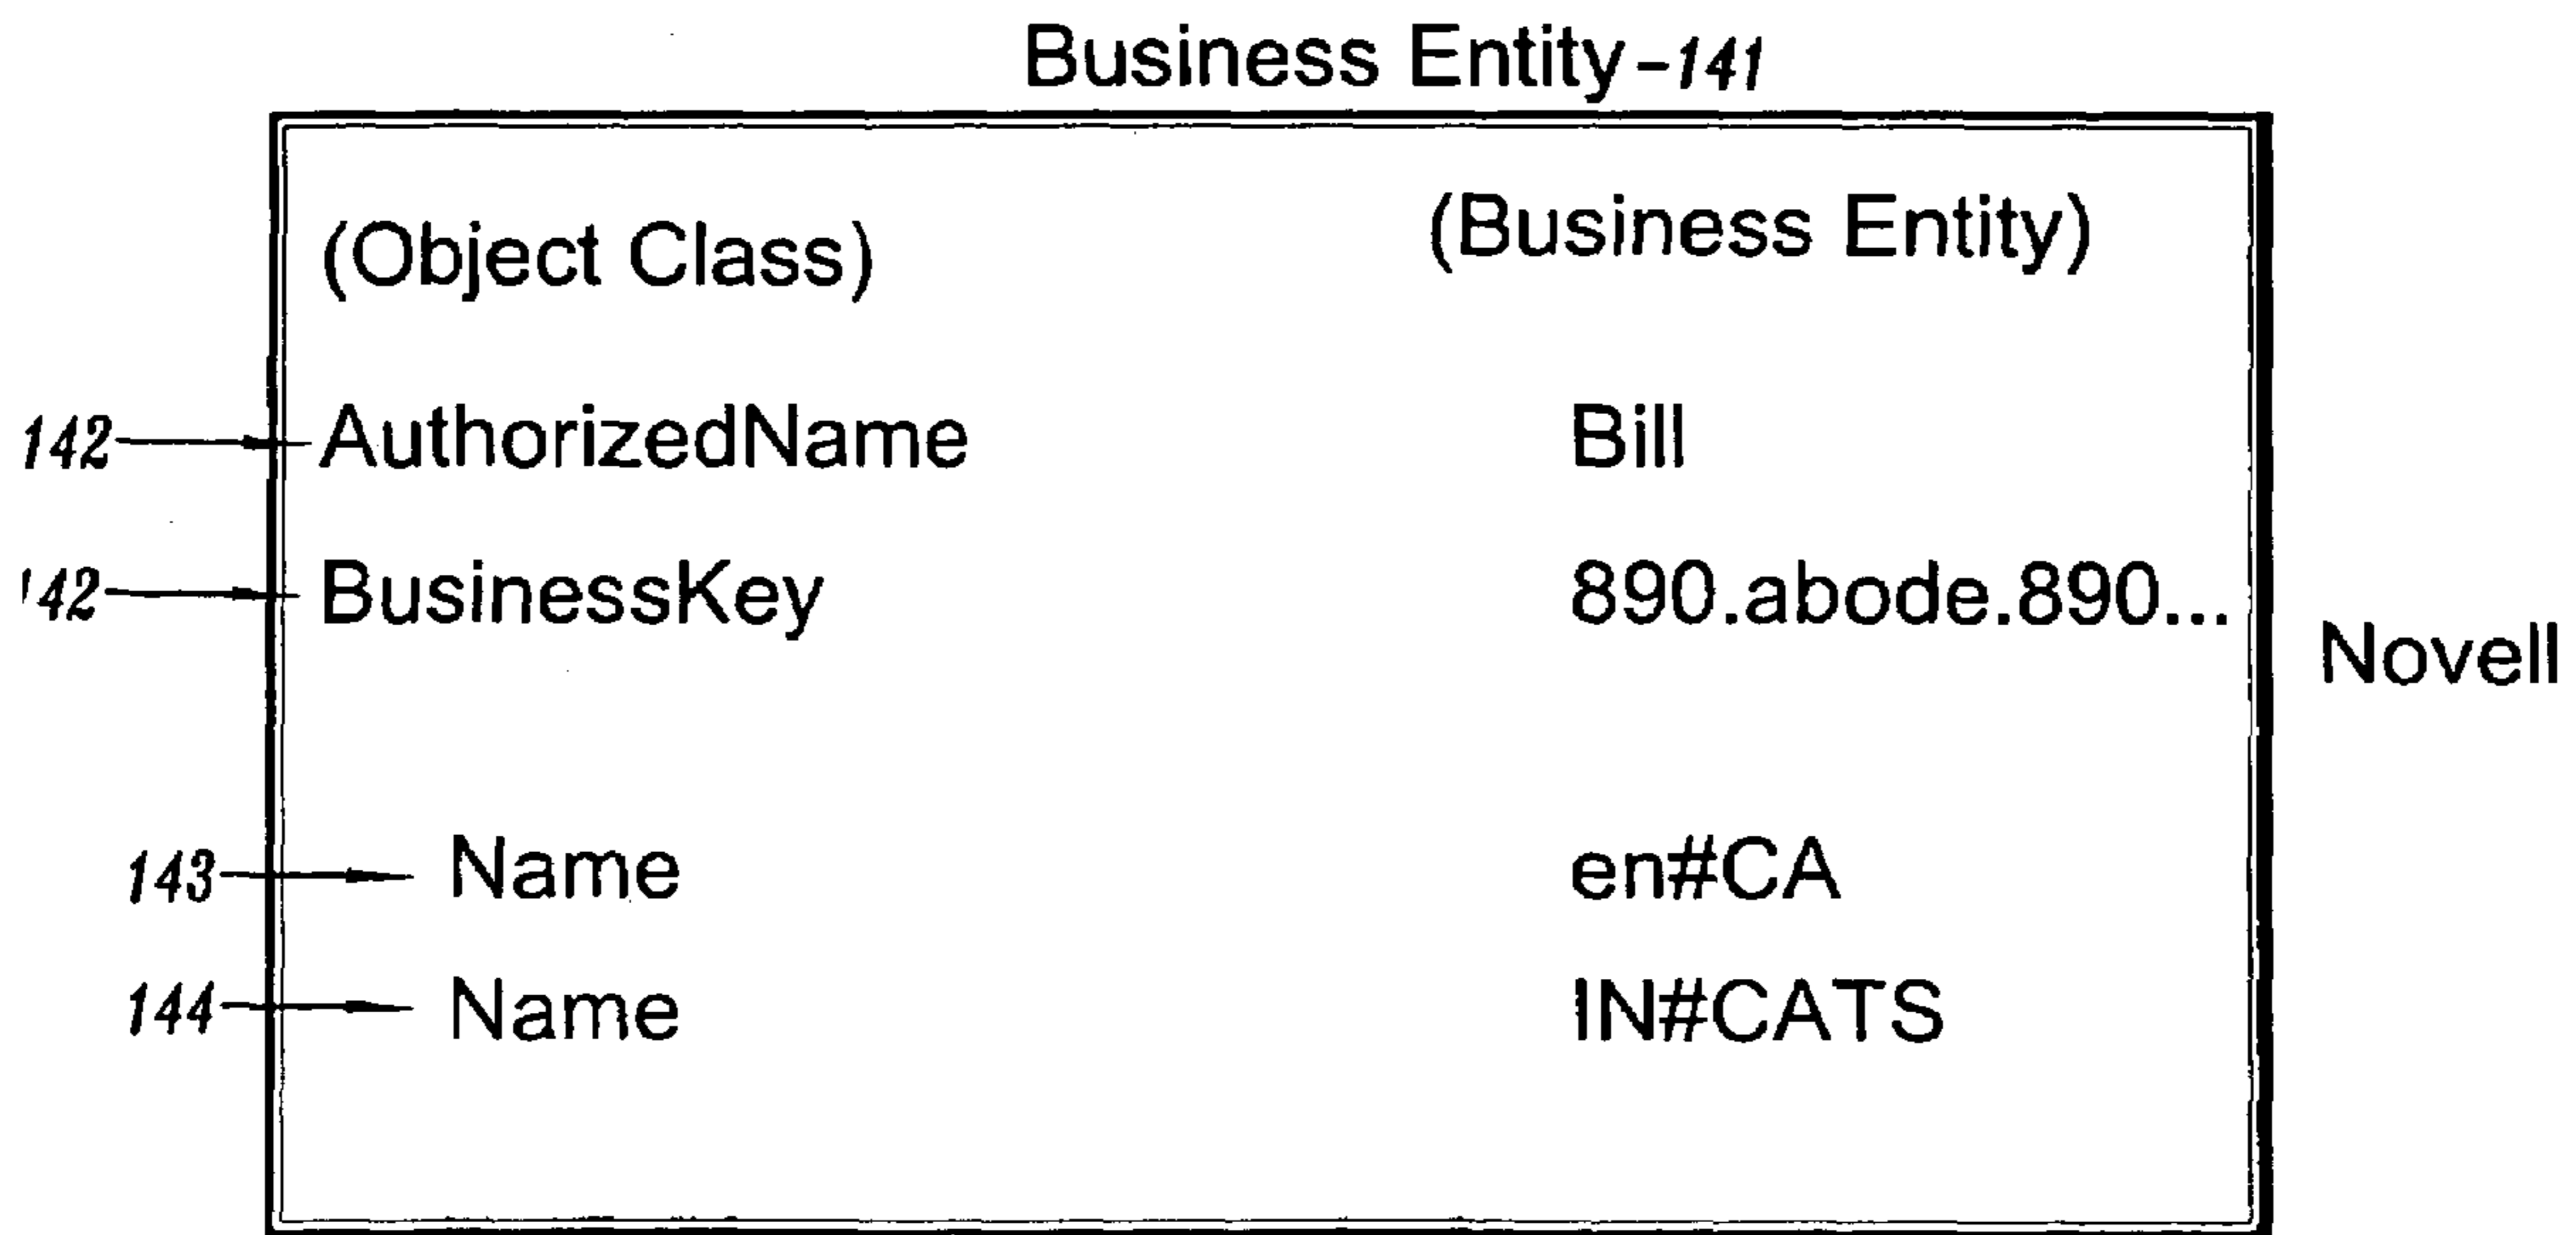 Business Entity-141
(Object Class) (Business Entity)
142 AuthorizedName Bill
142 BusinessKey 890.abode.890...
Novell
143 Name en#CA
144 Name IN#CATS